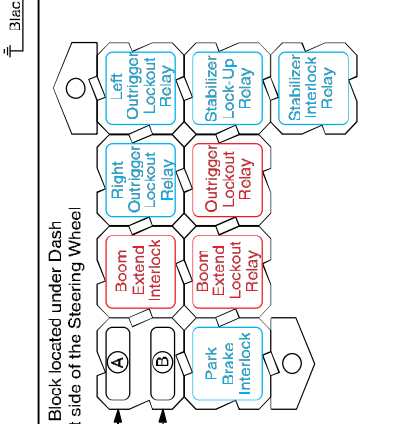 Blac
Block located under Dash
t side of the Steering Wheel
Left
Outrigger
Lockout
Relay
Stabilizer
Lock-Up
Relay
Stabilizer
Interlock
Relay
Right
Outrigger
Lockout
Relay
Outrigger
Lockout
Relay
Boom
Extend
Interlock
Boom
Extend
Lockout
Relay
A
B
Park
Brake
Interlock